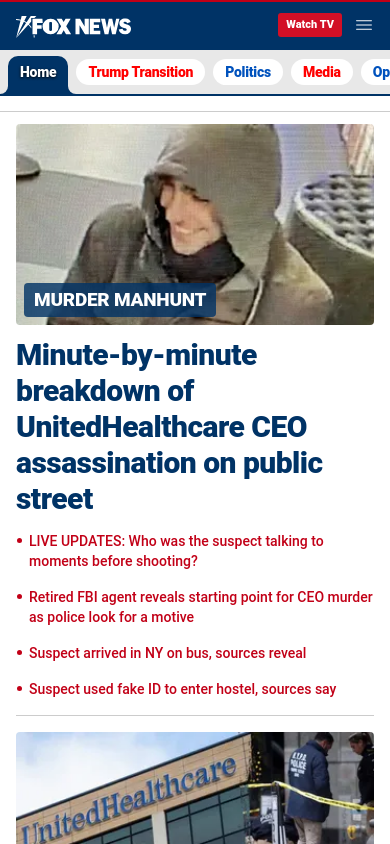 FOX NEWS
Watch TV
Home
Trump Transition
Politics
Media
Op
MURDER MANHUNT
Minute-by-minute
breakdown of
UnitedHealthcare CEO
assassination on public
street
• LIVE UPDATES: Who was the suspect talking to
moments before shooting?
• Retired FBI agent reveals starting point for CEO murder
as police look for a motive
• Suspect arrived in NY on bus, sources reveal
• Suspect used fake ID to enter hostel, sources say
UnitedHealthcare
POLICE